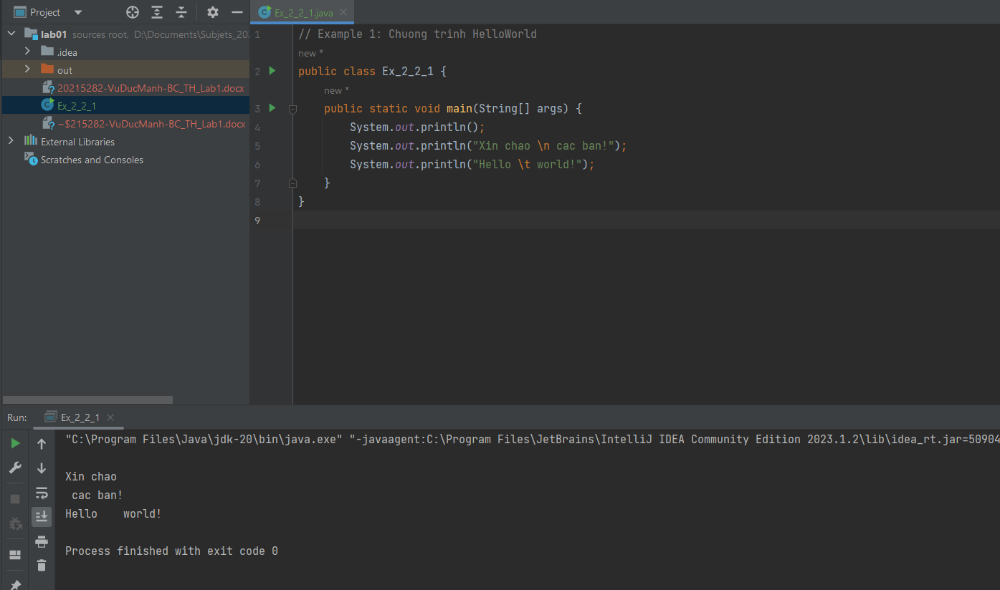 Project
Ex_2_2_1.java
lab01 sources root, D:\Documents\Subjets_202
.idea
out
20215282-VuDucManh-BC_TH_Lab1.docx
Ex_2_2_1
~$215282-VuDucManh-BC_TH_Lab1.docx
External Libraries
Scratches and Consoles
1 // Example 1: Chuong trinh HelloWorld
new *
2 public class Ex_2_2_1 {
new *
3 public static void main(String[] args) {
4 System.out.println();
5 System.out.println("Xin chao \n cac ban!");
6 System.out.println("Hello \t world!");
7 }
8 }
9
Run: Ex_2_2_1
"C:\Program Files\Java\jdk-20\bin\java.exe" "-javaagent:C:\Program Files\JetBrains\IntelliJ IDEA Community Edition 2023.1.2\lib\idea_rt.jar=50904
Xin chao
cac ban!
Hello world!
Process finished with exit code 0